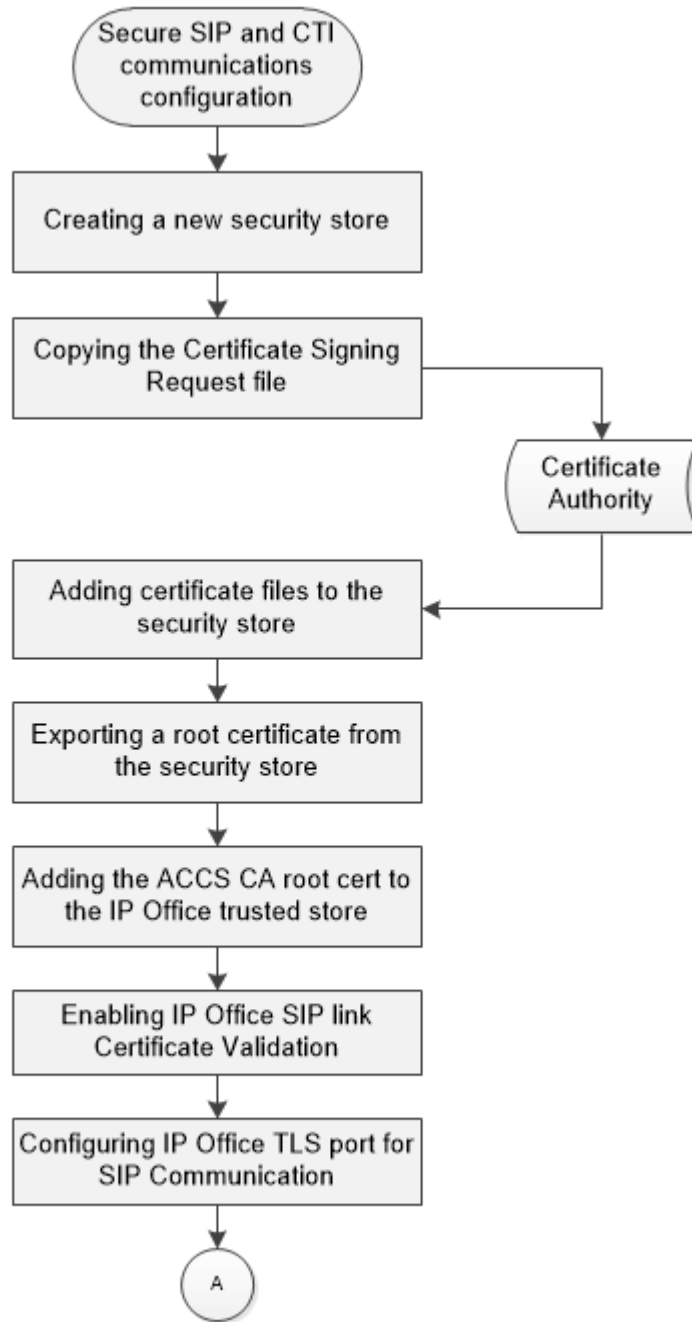 Secure SIP and CTI
communications
configuration
Creating a new security store
Copying the Certificate Signing
Request file
Certificate
Authority
Adding certificate files to the
security store
Exporting a root certificate from
the security store
Adding the ACCS CA root cert to
the IP Office trusted store
Enabling IP Office SIP link
Certificate Validation
Configuring IP Office TLS port for
SIP Communication
A